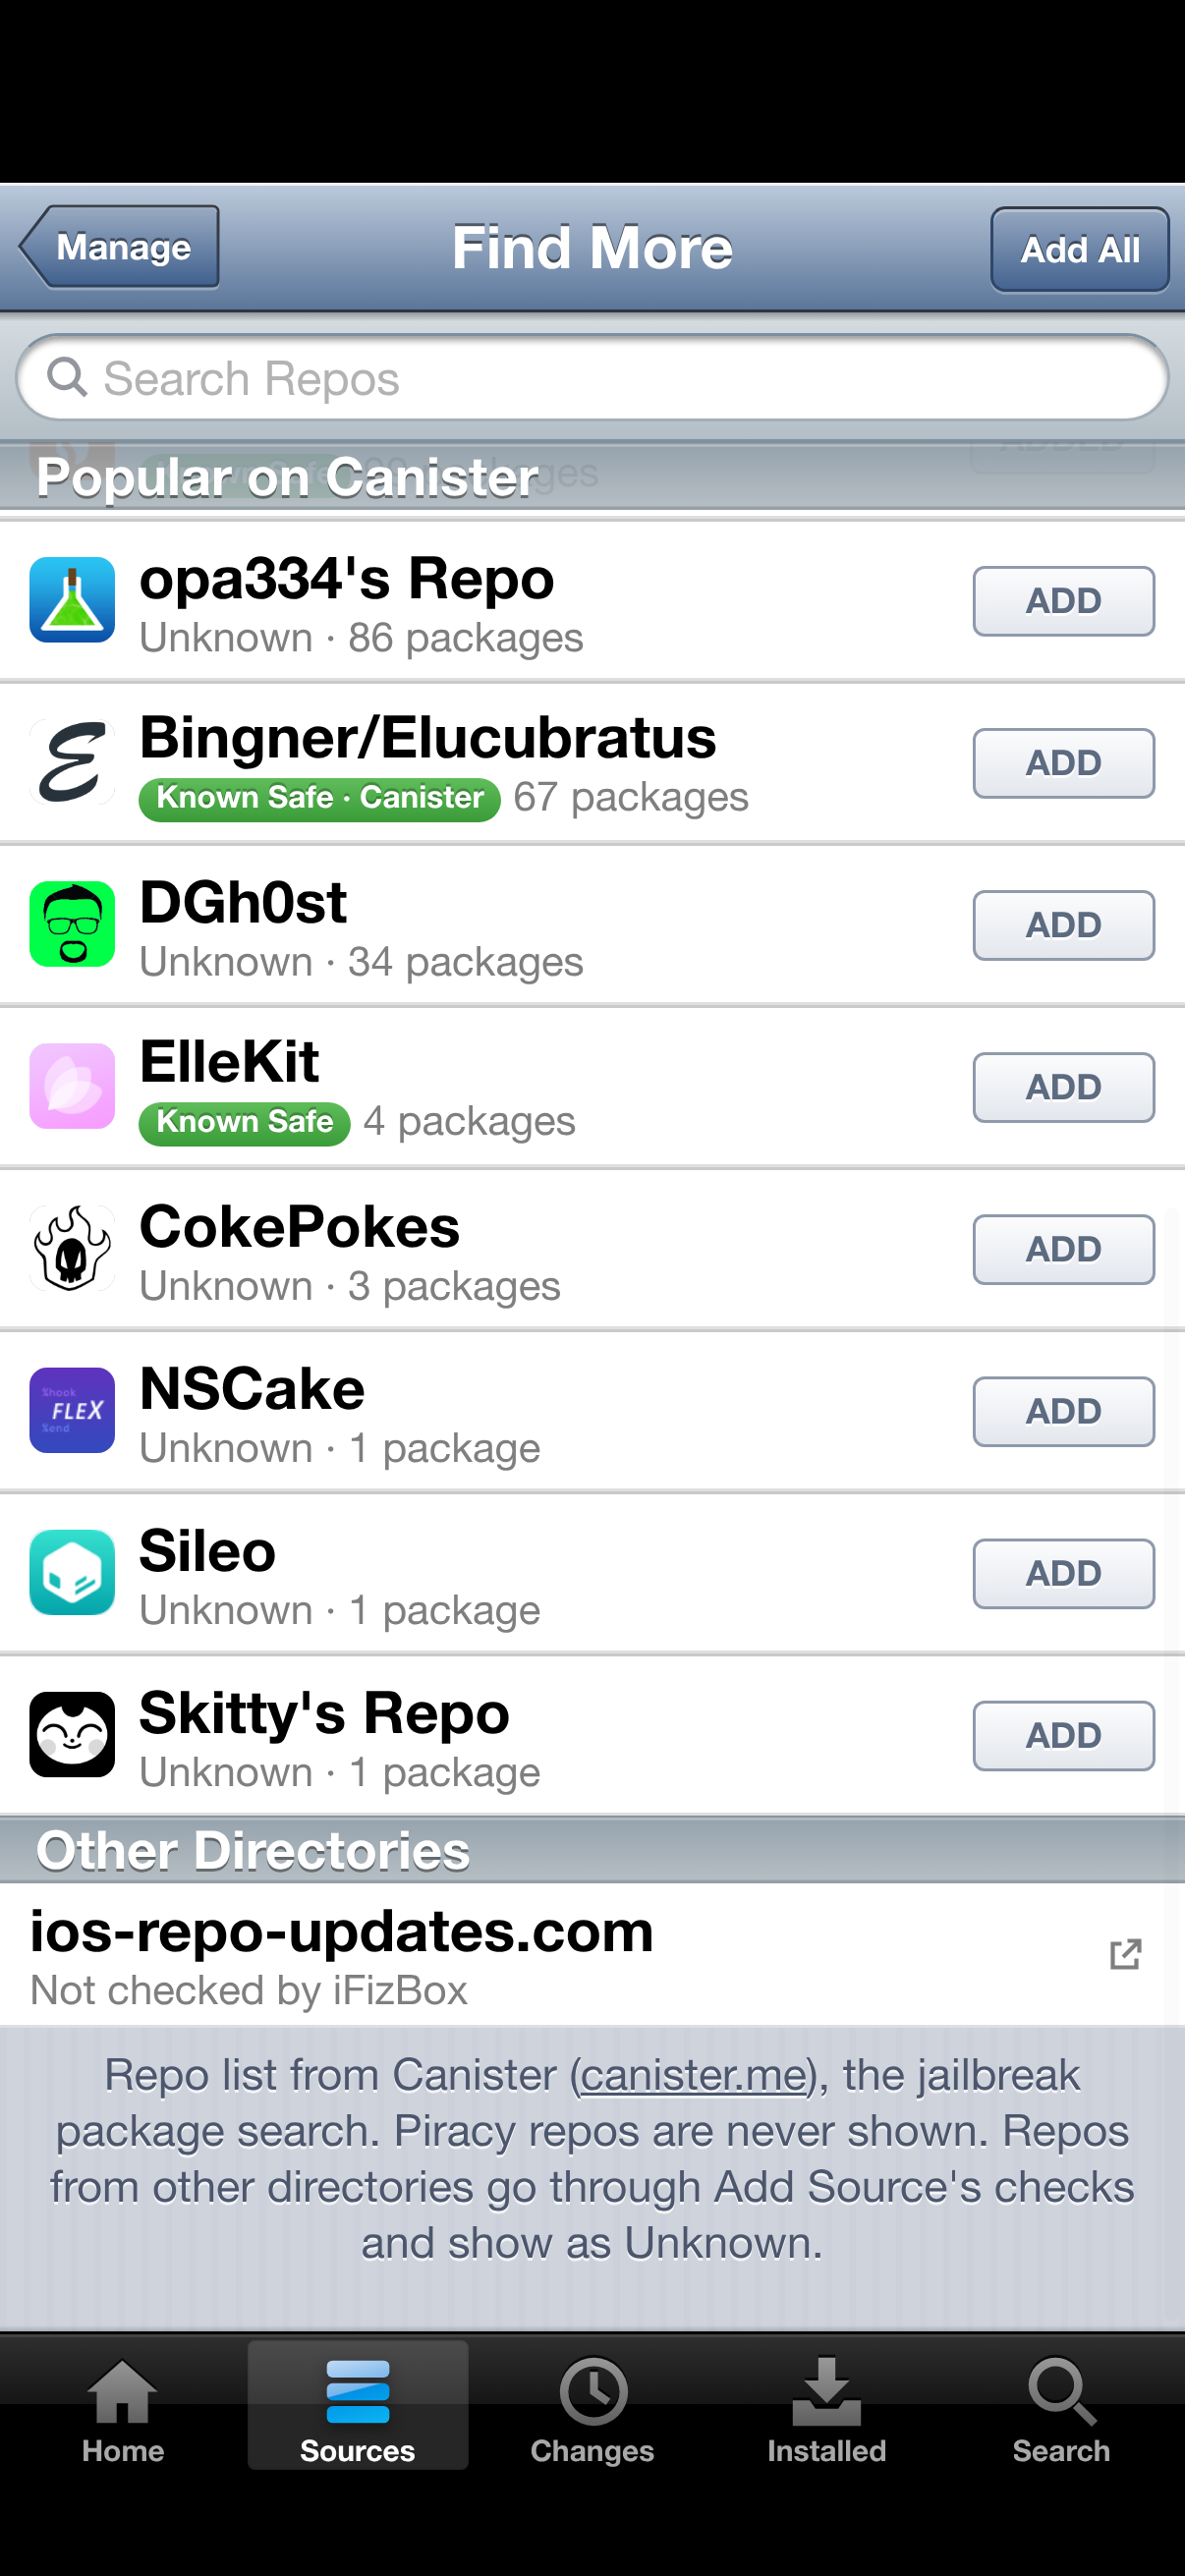 Manage
Find More
Add All
Search Repos
Popular on Canister
ADDED
opa334's Repo
Unknown · 86 packages
ADD
Bingner/Elucubratus
Known Safe · Canister 67 packages
ADD
DGh0st
Unknown · 34 packages
ADD
ElleKit
Known Safe 4 packages
ADD
CokePokes
Unknown · 3 packages
ADD
%hook
FLEX
%end
NSCake
Unknown · 1 package
ADD
Sileo
Unknown · 1 package
ADD
Skitty's Repo
Unknown · 1 package
ADD
Other Directories
ios-repo-updates.com
Not checked by iFizBox
Repo list from Canister (canister.me), the jailbreak
package search. Piracy repos are never shown. Repos
from other directories go through Add Source's checks
and show as Unknown.
Home
Sources
Changes
Installed
Search